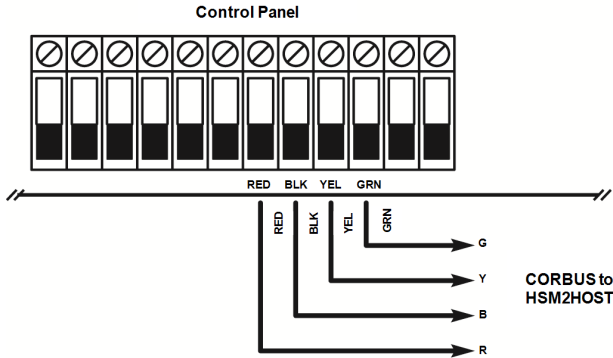 Control Panel
RED BLK YEL GRN
RED BLK YEL GRN
G
Y
B
R
CORBUS to
HSM2HOST